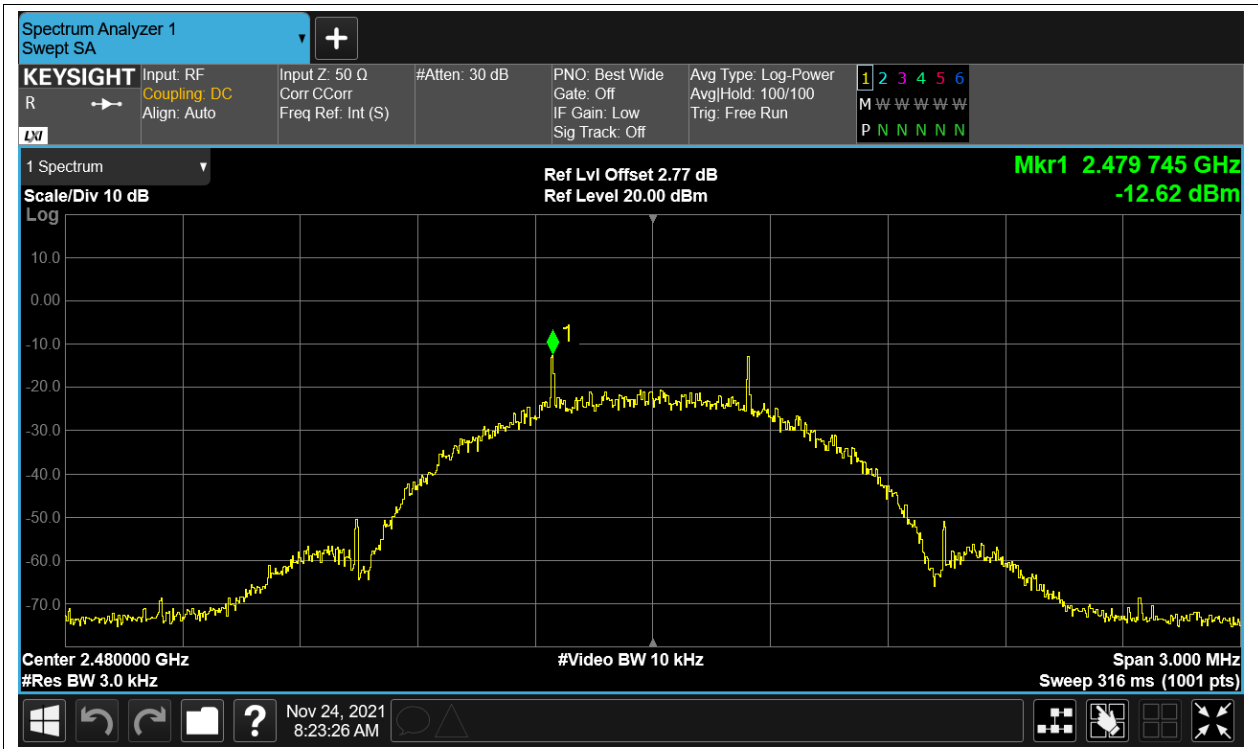 Spectrum Analyzer 1
Swept SA
+
KEYSIGHT
R
LXI
Input: RF
Coupling: DC
Align: Auto
Input Z: 50 Ω
Corr CCorr
Freq Ref: Int (S)
#Atten: 30 dB
PNO: Best Wide
Gate: Off
IF Gain: Low
Sig Track: Off
Avg Type: Log-Power
Avg|Hold: 100/100
Trig: Free Run
1 2 3 4 5 6
M W W W W W W
P N N N N N
1 Spectrum
Scale/Div 10 dB
Log
Ref Lvl Offset 2.77 dB
Ref Level 20.00 dBm
Mkr1 2.479 745 GHz
-12.62 dBm
10.0
0.00
-10.0
-20.0
-30.0
-40.0
-50.0
-60.0
-70.0
1
Center 2.480000 GHz
#Res BW 3.0 kHz
#Video BW 10 kHz
Span 3.000 MHz
Sweep 316 ms (1001 pts)
?
Nov 24, 2021
8:23:26 AM